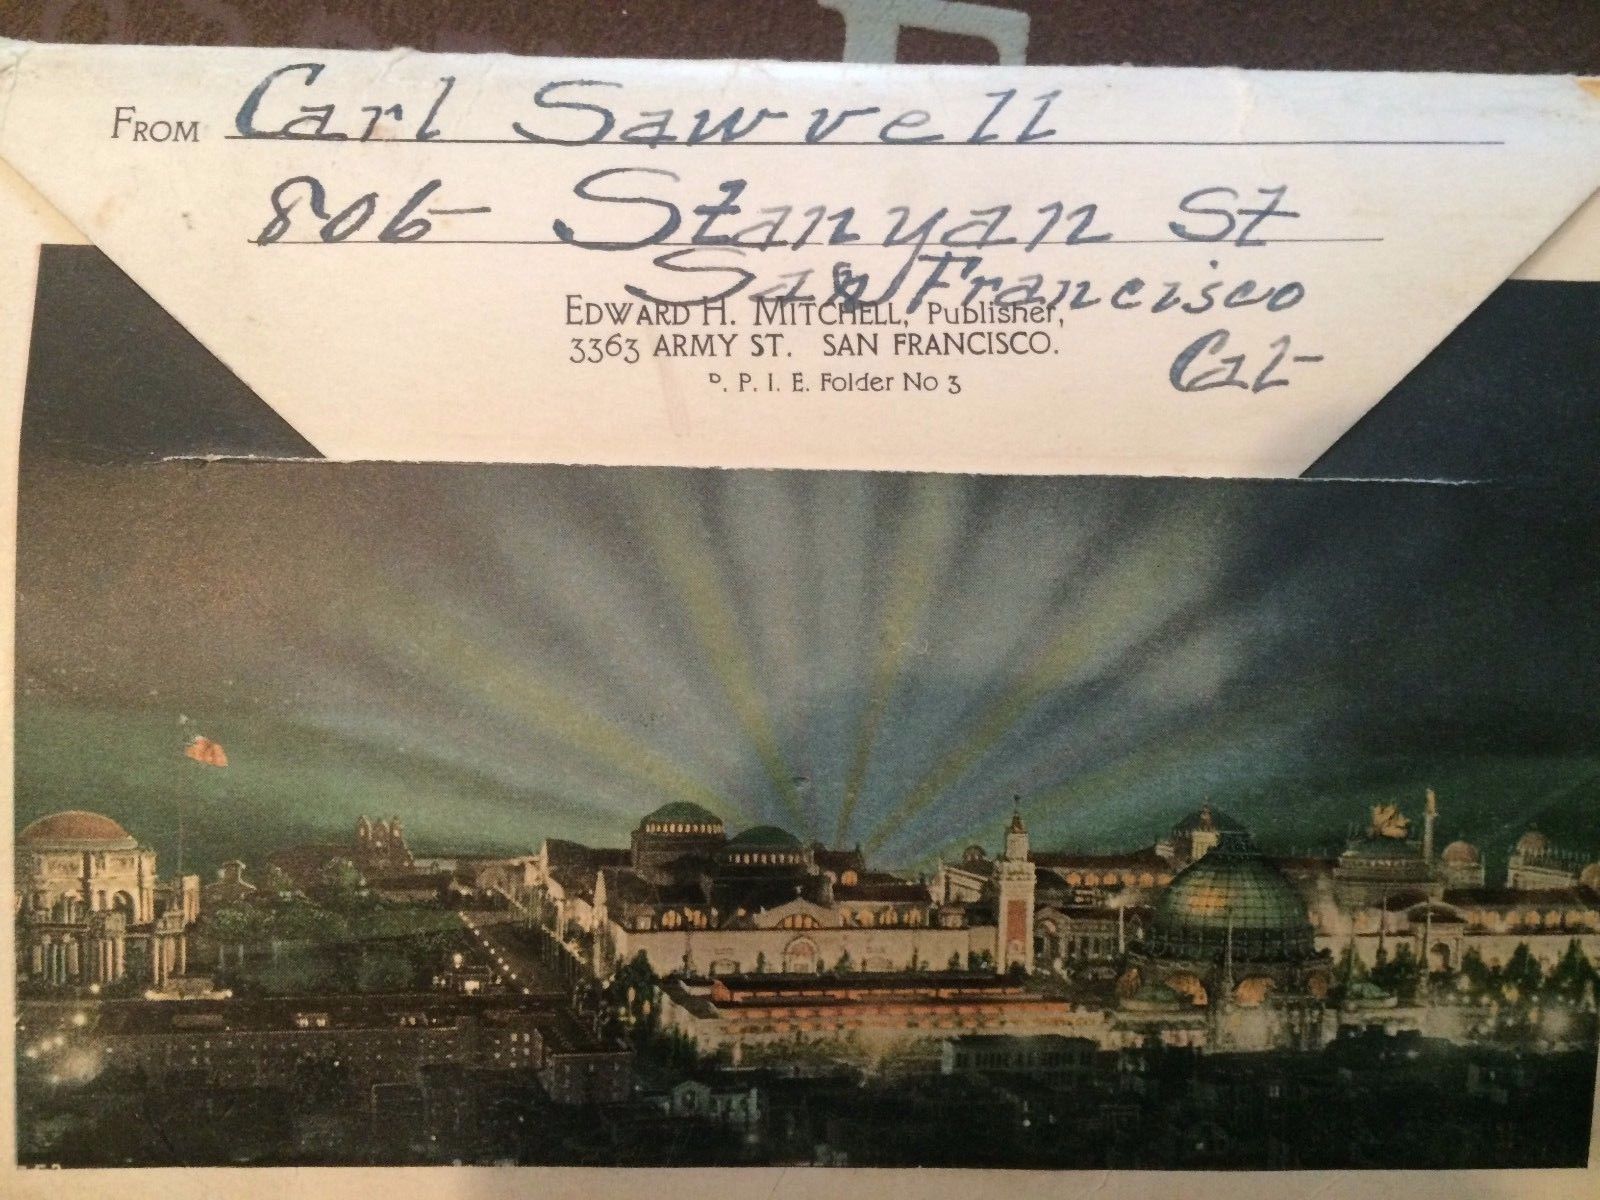 FROM Carl Sawvell
806- Stanyan St
San Francisco
Cal-
EDWARD H. MITCHELL, Publisher,
3363 ARMY ST. SAN FRANCISCO.
P. P. I. E. Folder No 3